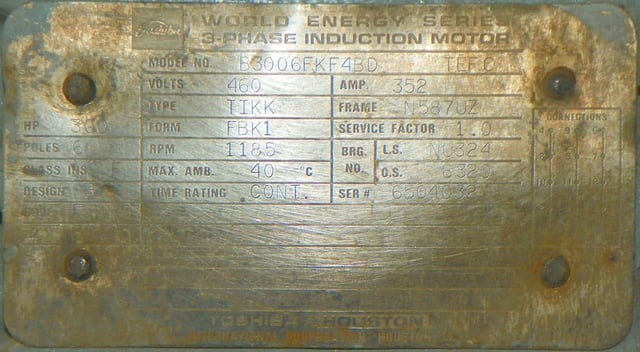 WORLD ENERGY SERIES
3-PHASE INDUCTION MOTOR
MODEL NO. B3006FKF4BD TEFC
VOLTS 460 AMP. 352
TYPE TIKK FRAME N587UZ
HP 300 FORM FBK1 SERVICE FACTOR 1.0 CONNECTIONS
POLES 6 RPM 1185 BRG. NO. L.S. NU324
CLASS INS. F MAX. AMB. 40 °C O.S. 6320
DESIGN TIME RATING CONT. SER #
TOSHIBA HOUSTON
INTERNATIONAL